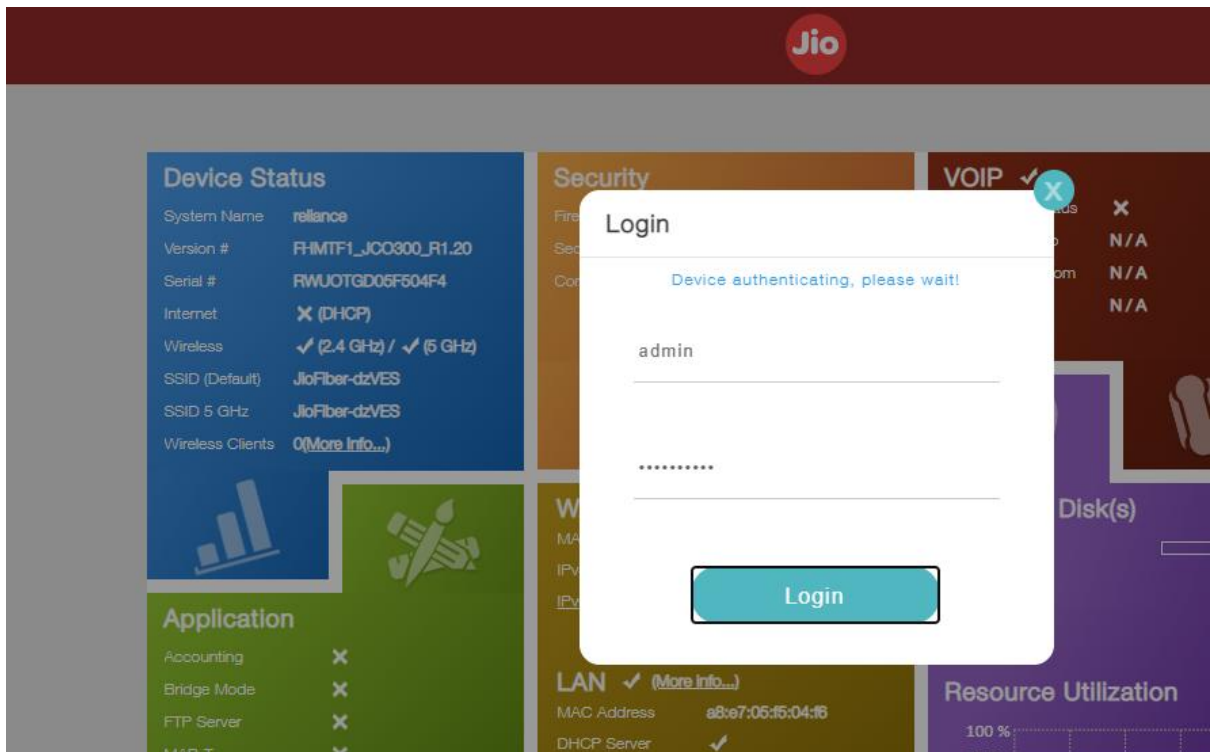 Jio
Device Status
System Name reliance
Version # FHMTF1_JCO300_R1.20
Serial # RWUOTGD05F504F4
Internet (DHCP)
Wireless (2.4 GHz) / (5 GHz)
SSID (Default) JioFiber-dzVES
SSID 5 GHz JioFiber-dzVES
Wireless Clients 0(More Info...)
Application
Accounting
Bridge Mode
FTP Server
Security
VOIP
N/A
N/A
N/A
X
Login
Device authenticating, please wait!
admin
..........
Login
LAN (More Info...)
MAC Address a8:e7:05:f5:04:f6
DHCP Server
Disk(s)
Resource Utilization
100 %